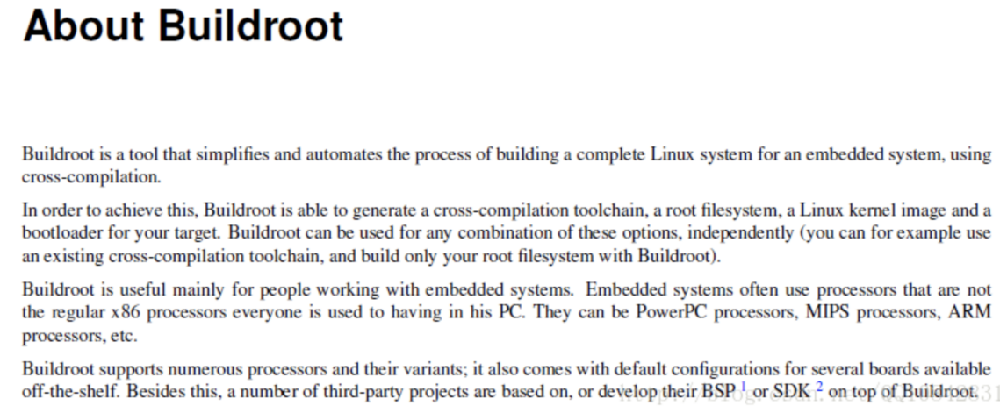 About Buildroot
Buildroot is a tool that simplifies and automates the process of building a complete Linux system for an embedded system, using
cross-compilation.
In order to achieve this, Buildroot is able to generate a cross-compilation toolchain, a root filesystem, a Linux kernel image and a
bootloader for your target. Buildroot can be used for any combination of these options, independently (you can for example use
an existing cross-compilation toolchain, and build only your root filesystem with Buildroot).
Buildroot is useful mainly for people working with embedded systems. Embedded systems often use processors that are not
the regular x86 processors everyone is used to having in his PC. They can be PowerPC processors, MIPS processors, ARM
processors, etc.
Buildroot supports numerous processors and their variants; it also comes with default configurations for several boards available
off-the-shelf. Besides this, a number of third-party projects are based on, or develop their BSP 1 or SDK 2 on top of Buildroot.